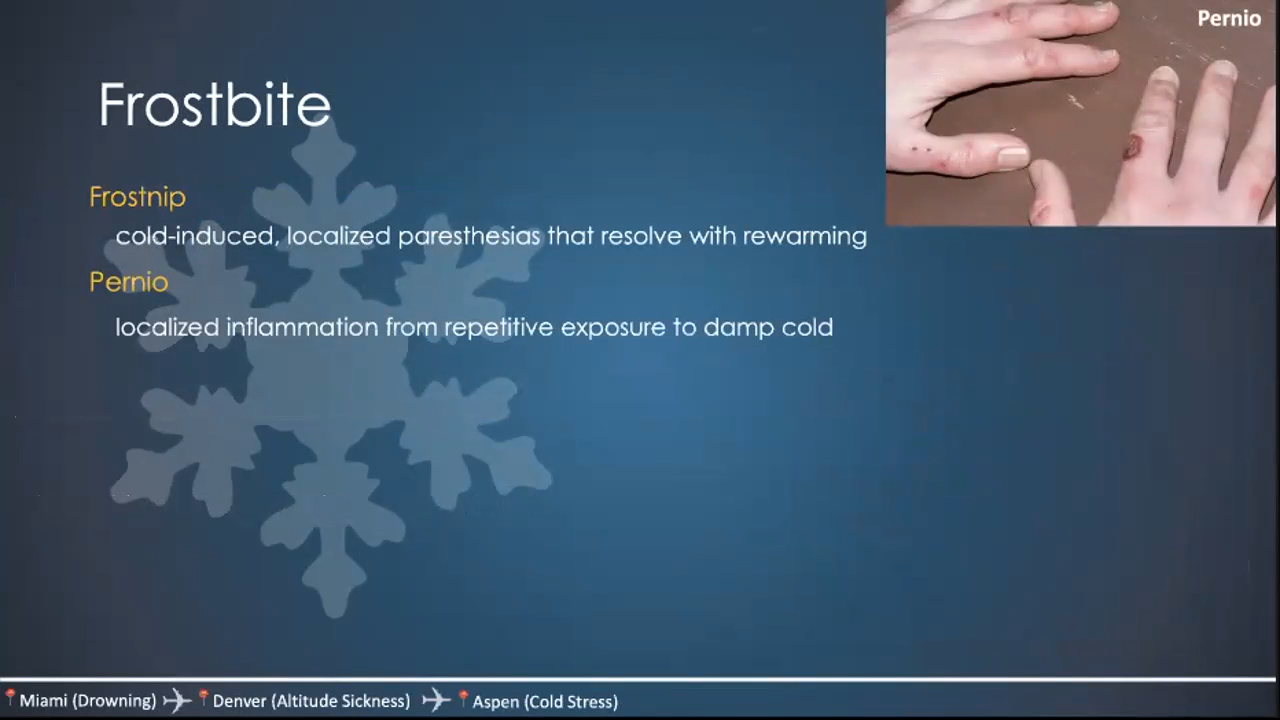 Pernio
Frostbite
Frostnip
cold-induced, localized paresthesias that resolve with rewarming
Pernio
localized inflammation from repetitive exposure to damp cold
Miami (Drowning) Denver (Altitude Sickness) Aspen (Cold Stress)